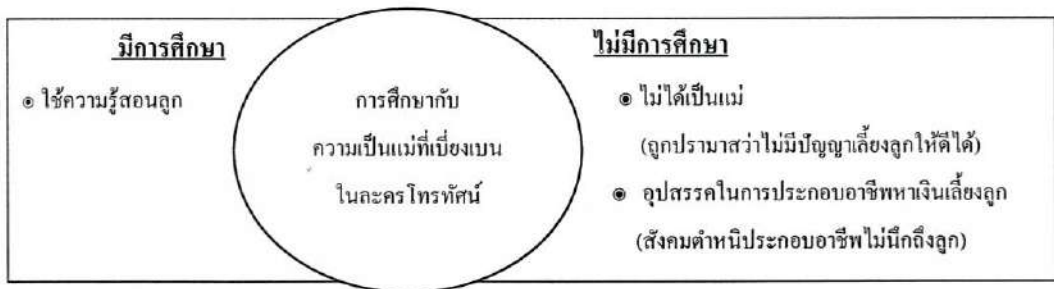 มีการศึกษา
◉ ใช้ความรู้สอนลูก
การศึกษากับ
ความเป็นแม่ที่เบี่ยงเบน
ในละครโทรทัศน์
ไม่มีการศึกษา
◉ ไม่ได้เป็นแม่
(ถูกปรามาสว่าไม่มีปัญญาเลี้ยงลูกให้ดีได้)
◉ อุปสรรคในการประกอบอาชีพหาเงินเลี้ยงลูก
(สังคมตำหนิประกอบอาชีพไม่นึกถึงลูก)